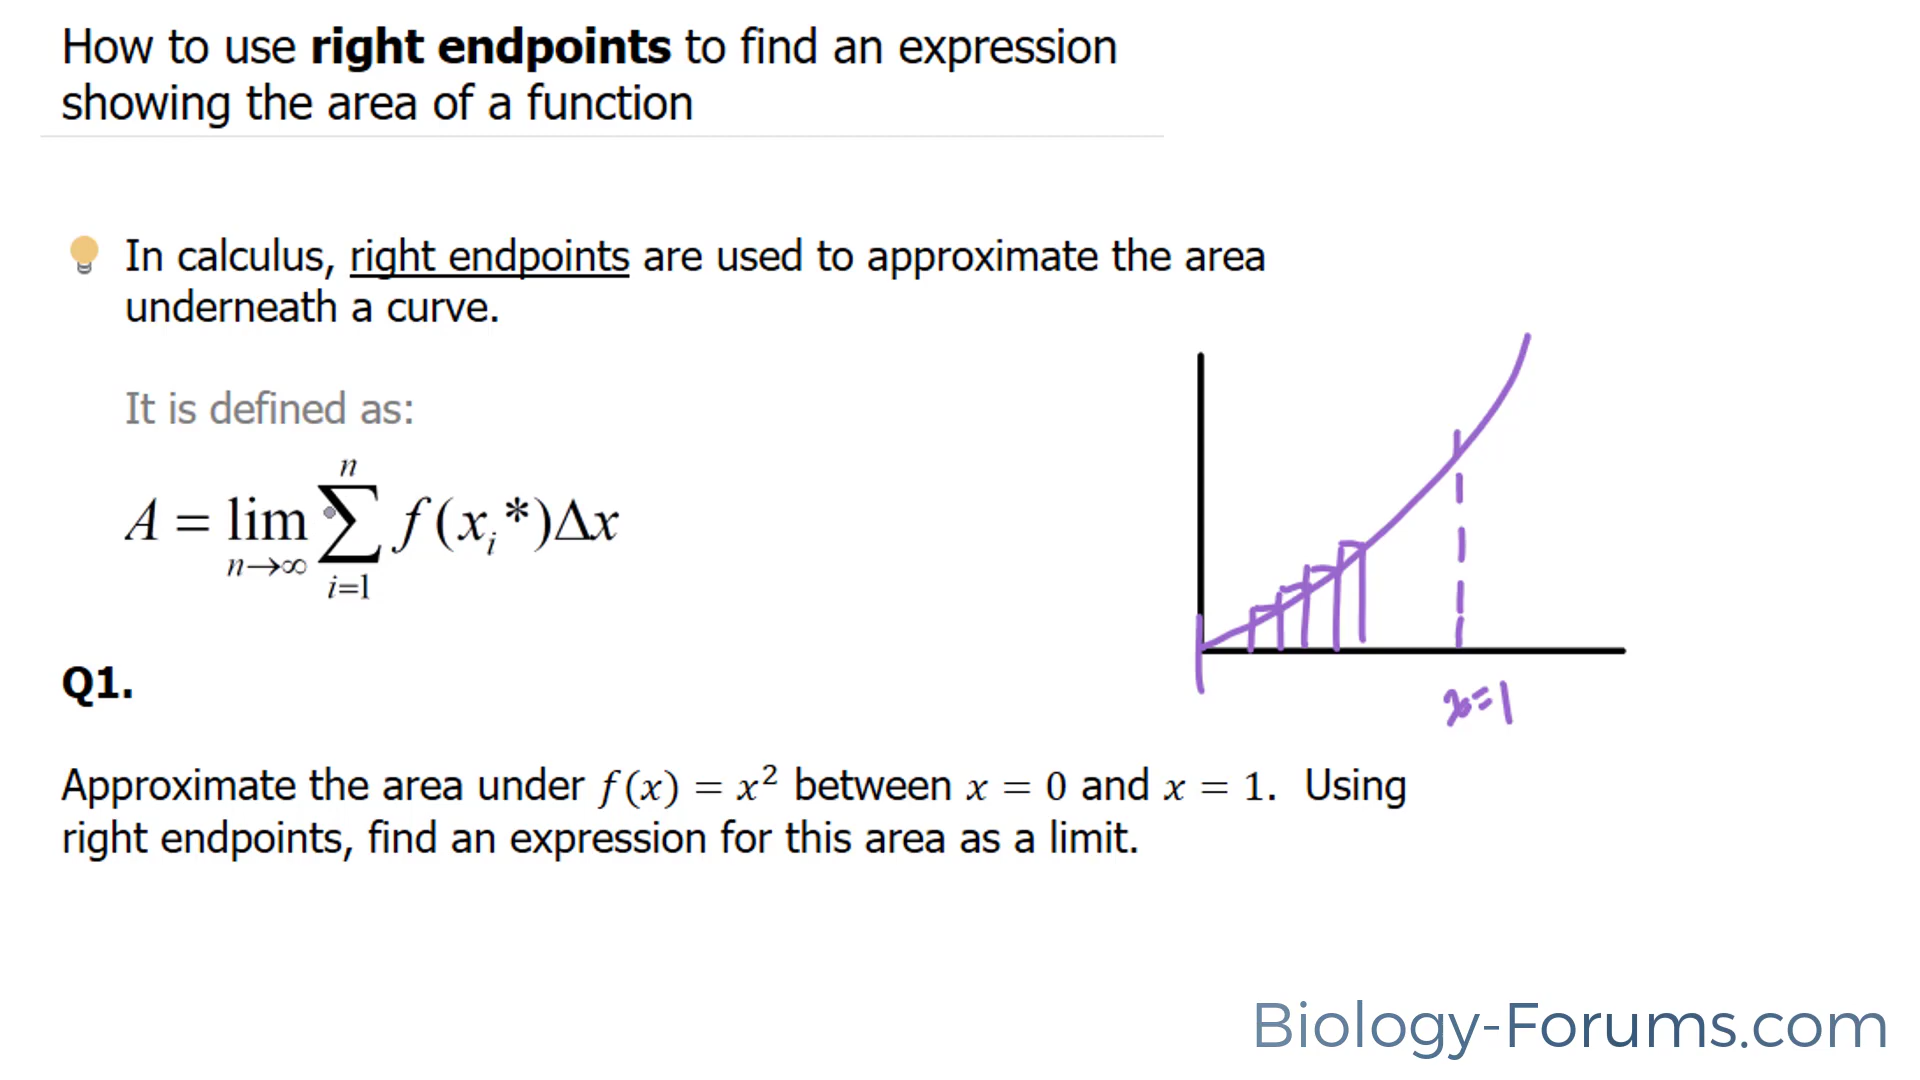 How to use right endpoints to find an expression
showing the area of a function
In calculus, right endpoints are used to approximate the area
underneath a curve.
It is defined as:
n
A = lim ∑ f(xᵢ*)Δx
n→∞
i=1
x=1
Q1.
Approximate the area under f(x) = x² between x = 0 and x = 1. Using
right endpoints, find an expression for this area as a limit.
Biology-Forums.com